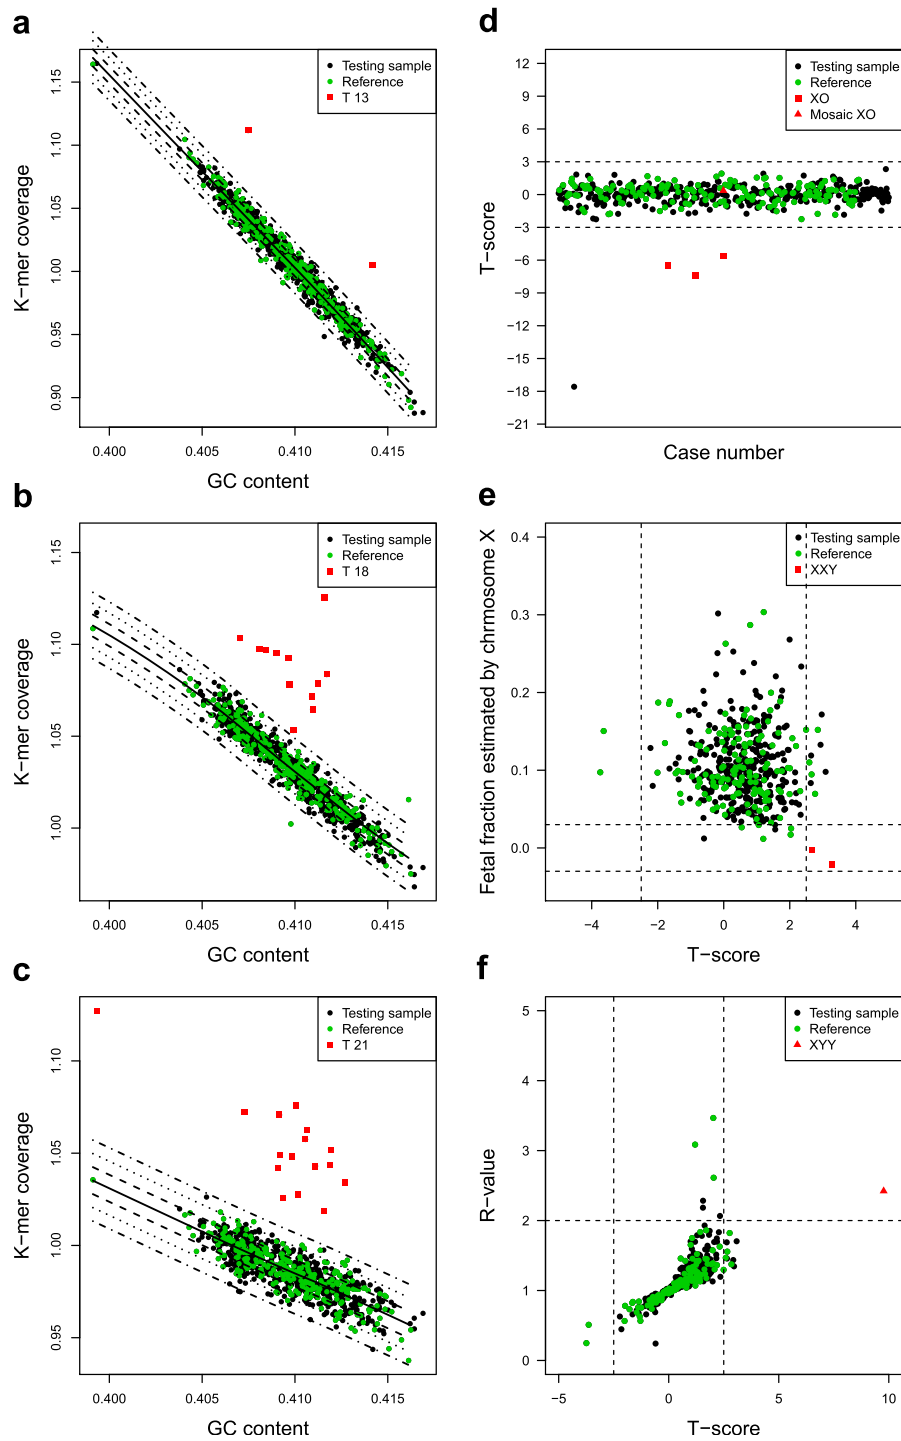 a
K−mer coverage
1.15
1.10
1.05
1.00
0.95
0.90
Testing sample
Reference
T 13
0.400 0.405 0.410 0.415
GC content
b
K−mer coverage
1.15
1.10
1.05
1.00
Testing sample
Reference
T 18
0.400 0.405 0.410 0.415
GC content
c
K−mer coverage
1.10
1.05
1.00
0.95
Testing sample
Reference
T 21
0.400 0.405 0.410 0.415
GC content
d
T−score
12
9
6
3
0
−3
−6
−9
−12
−15
−18
−21
Testing sample
Reference
XO
Mosaic XO
Case number
e
Fetal fraction estimated by chrmosome X
0.4
0.3
0.2
0.1
0.0
Testing sample
Reference
XXY
−4 −2 0 2 4
T−score
f
R−value
5
4
3
2
1
0
Testing sample
Reference
XYY
−5 0 5 10
T−score